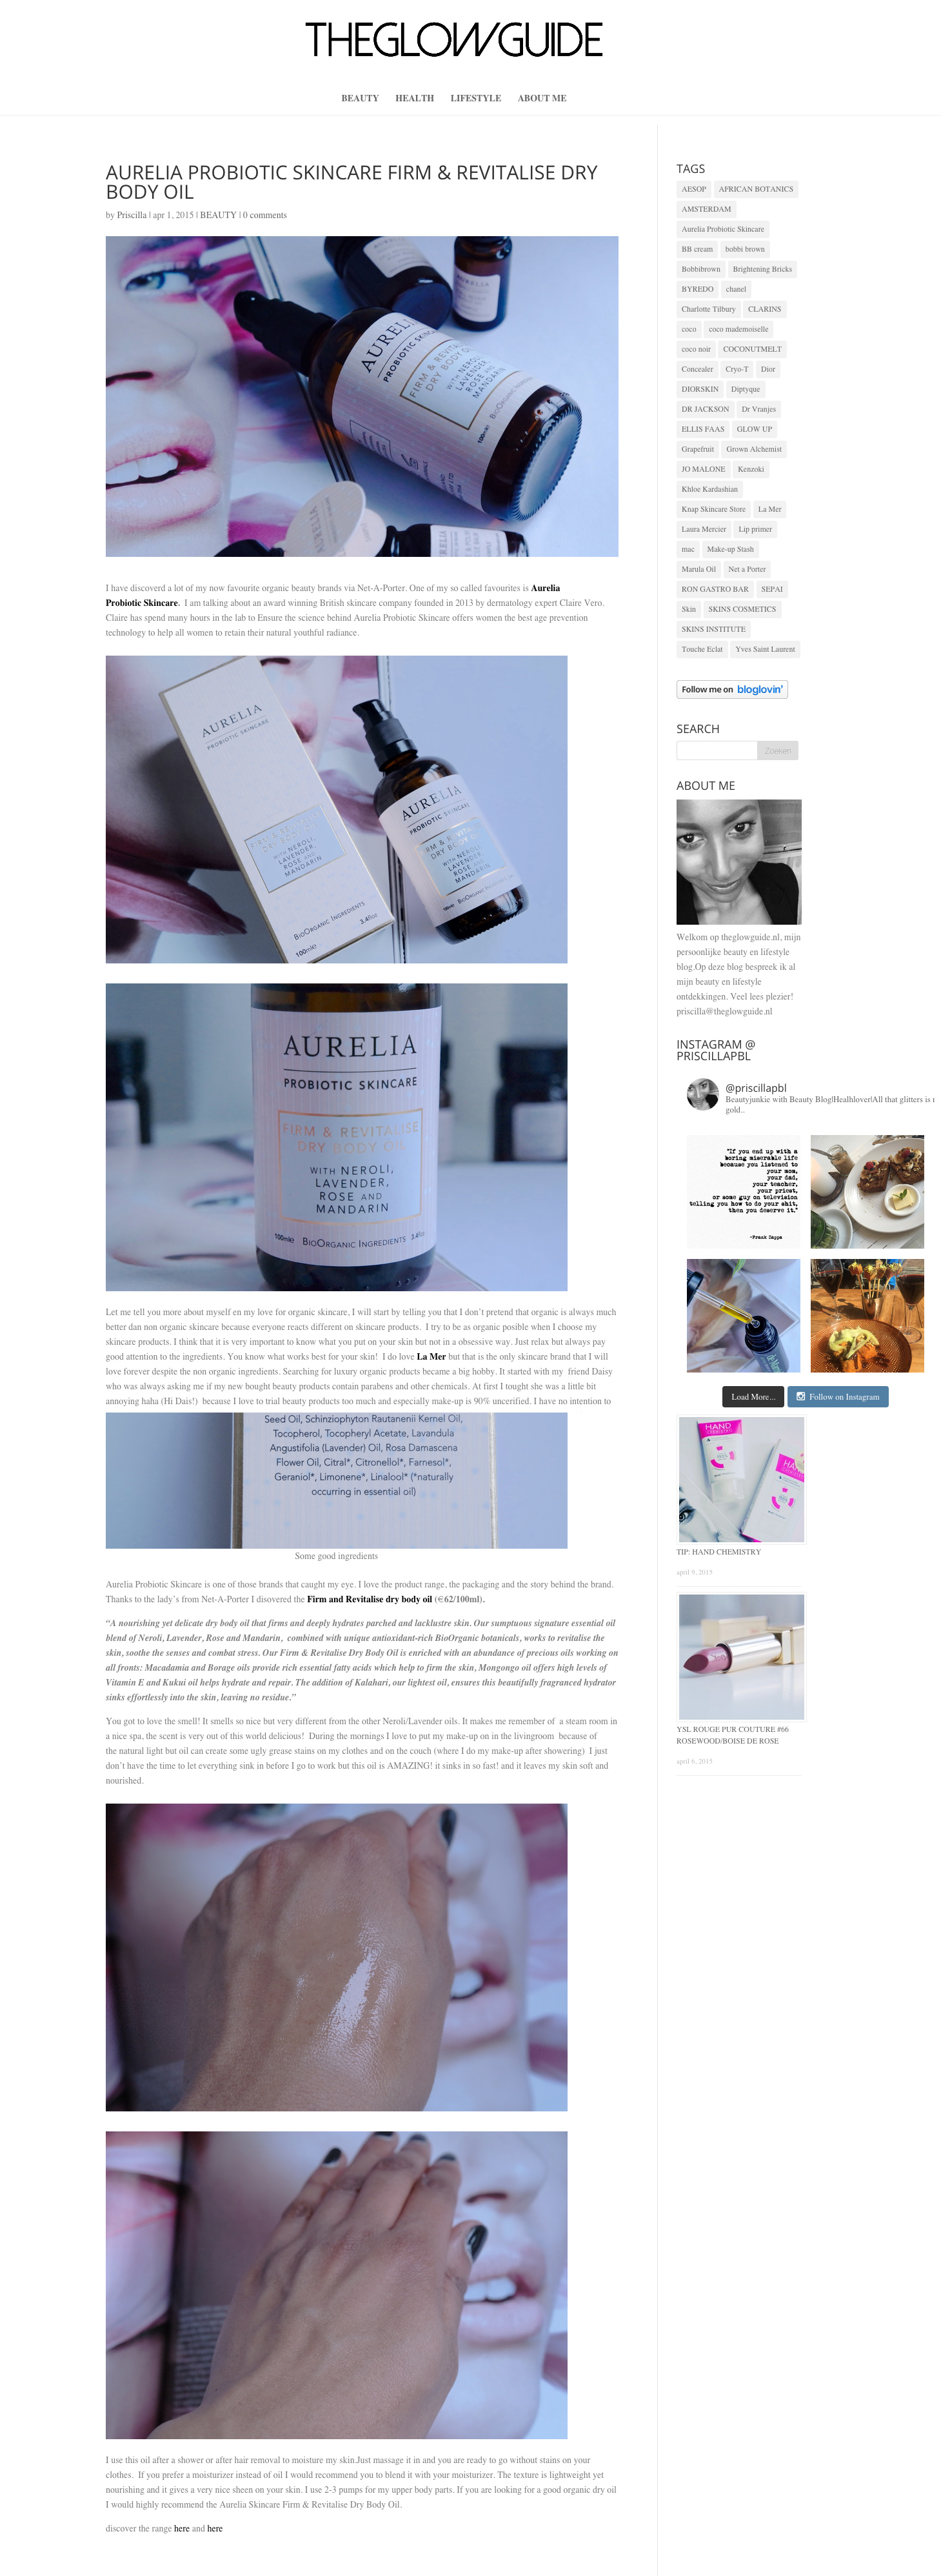 THEGLOWGUIDE
BEAUTY HEALTH LIFESTYLE ABOUT ME
AURELIA PROBIOTIC SKINCARE FIRM & REVITALISE DRY
BODY OIL
by Priscilla | apr 1, 2015 | BEAUTY | 0 comments
AURELIA
PROBIOTIC SKINCARE
FIRM & REVITALISE
DRY BODY OIL
WITH NEROLI,
LAVENDER,
ROSE AND
MANDARIN
100ml
I have discoverd a lot of my now favourite organic beauty brands via Net-A-Porter. One of my so called favourites is Aurelia
Probiotic Skincare. I am talking about an award winning British skincare company founded in 2013 by dermatology expert Claire Vero.
Claire has spend many hours in the lab to Ensure the science behind Aurelia Probiotic Skincare offers women the best age prevention
technology to help all women to retain their natural youthful radiance.
AURELIA
PROBIOTIC SKINCARE
BIOORGANIC INGREDIENTS
100ml 3.4floz
AURELIA
PROBIOTIC SKINCARE
DRY BODY OIL
WITH NEROLI,
LAVENDER,
ROSE AND
MANDARIN
BIOORGANIC INGREDIENTS
100ml
AURELIA
PROBIOTIC SKINCARE
FIRM & REVITALISE
DRY BODY OIL
WITH NEROLI,
LAVENDER,
ROSE AND
MANDARIN
100ml BIOORGANIC INGREDIENTS 3.4floz
Let me tell you more about myself en my love for organic skincare, I will start by telling you that I don't pretend that organic is always much
better dan non organic skincare because everyone reacts different on skincare products. I try to be as organic posible when I choose my
skincare products. I think that it is very important to know what you put on your skin but not in a obsessive way. Just relax but always pay
good attention to the ingredients. You know what works best for your skin! I do love La Mer but that is the only skincare brand that I will
love forever despite the non organic ingredients. Searching for luxury organic products became a big hobby. It started with my friend Daisy
who was always asking me if my new bought beauty products contain parabens and other chemicals. At first I tought she was a little bit
annoying haha (Hi Dais!) because I love to trial beauty products too much and especially make-up is 90% uncerified. I have no intention to
Seed Oil, Schinziophyton Rautanenii Kernel Oil,
Tocopherol, Tocopheryl Acetate, Lavandula
Angustifolia (Lavender) Oil, Rosa Damascena
Flower Oil, Citral*, Citronellol*, Farnesol*,
Geraniol*, Limonene*, Linalool* (*naturally
occurring in essential oil)
Some good ingredients
Aurelia Probiotic Skincare is one of those brands that caught my eye. I love the product range, the packaging and the story behind the brand.
Thanks to the lady's from Net-A-Porter I disovered the Firm and Revitalise dry body oil (€62/100ml).
"A nourishing yet delicate dry body oil that firms and deeply hydrates parched and lacklustre skin. Our sumptuous signature essential oil
blend of Neroli, Lavender, Rose and Mandarin, combined with unique antioxidant-rich BioOrganic botanicals, works to revitalise the
skin, soothe the senses and combat stress. Our Firm & Revitalise Dry Body Oil is enriched with an abundance of precious oils working on
all fronts: Macadamia and Borage oils provide rich essential fatty acids which help to firm the skin, Mongongo oil offers high levels of
Vitamin E and Kukui oil helps hydrate and repair. The addition of Kalahari, our lightest oil, ensures this beautifully fragranced hydrator
sinks effortlessly into the skin, leaving no residue."
You got to love the smell! It smells so nice but very different from the other Neroli/Lavender oils. It makes me remember of a steam room in
a nice spa, the scent is very out of this world delicious! During the mornings I love to put my make-up on in the livingroom because of
the natural light but oil can create some ugly grease stains on my clothes and on the couch (where I do my make-up after showering) I just
don't have the time to let everything sink in before I go to work but this oil is AMAZING! it sinks in so fast! and it leaves my skin soft and
nourished.
I use this oil after a shower or after hair removal to moisture my skin.Just massage it in and you are ready to go without stains on your
clothes. If you prefer a moisturizer instead of oil I would recommend you to blend it with your moisturizer. The texture is lightweight yet
nourishing and it gives a very nice sheen on your skin. I use 2-3 pumps for my upper body parts. If you are looking for a good organic dry oil
I would highly recommend the Aurelia Skincare Firm & Revitalise Dry Body Oil.
discover the range here and here
TAGS
AESOP AFRICAN BOTANICS
AMSTERDAM
Aurelia Probiotic Skincare
BB cream bobbi brown
Bobbibrown Brightening Bricks
BYREDO chanel
Charlotte Tilbury CLARINS
coco coco mademoiselle
coco noir COCONUTMELT
Concealer Cryo-T Dior
DIORSKIN Diptyque
DR JACKSON Dr Vranjes
ELLIS FAAS GLOW UP
Grapefruit Grown Alchemist
JO MALONE Kenzoki
Khloe Kardashian
Knap Skincare Store La Mer
Laura Mercier Lip primer
mac Make-up Stash
Marula Oil Net a Porter
RON GASTRO BAR SEPAI
Skin SKINS COSMETICS
SKINS INSTITUTE
Touche Eclat Yves Saint Laurent
Follow me on bloglovin'
SEARCH
Zoeken
ABOUT ME
Welkom op theglowguide.nl, mijn
persoonlijke beauty en lifestyle
blog.Op deze blog bespreek ik al
mijn beauty en lifestyle
ontdekkingen. Veel lees plezier!
priscilla@theglowguide.nl
INSTAGRAM @
PRISCILLAPBL
@priscillapbl
Beautyjunkie with Beauty Blog|Healhlover|All that glitters is
gold..
"If you end up with a
boring miserable life
because you listened to
your mom,
your dad,
your teacher,
your priest,
or some guy on television
telling you how to do your shit,
then you deserve it."
-Frank Zappa
Load More... Follow on Instagram
HAND
CHEMISTRY
TIP: HAND CHEMISTRY
april 9, 2015
YSL ROUGE PUR COUTURE #66
ROSEWOOD/BOISE DE ROSE
april 6, 2015